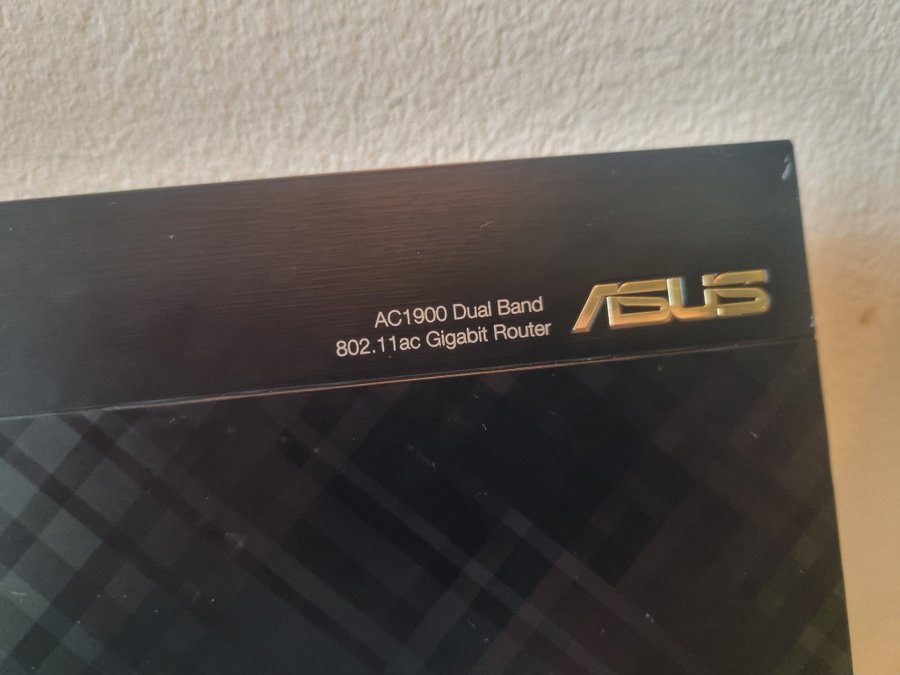 AC1900 Dual Band
802.11ac Gigabit Router
ASUS